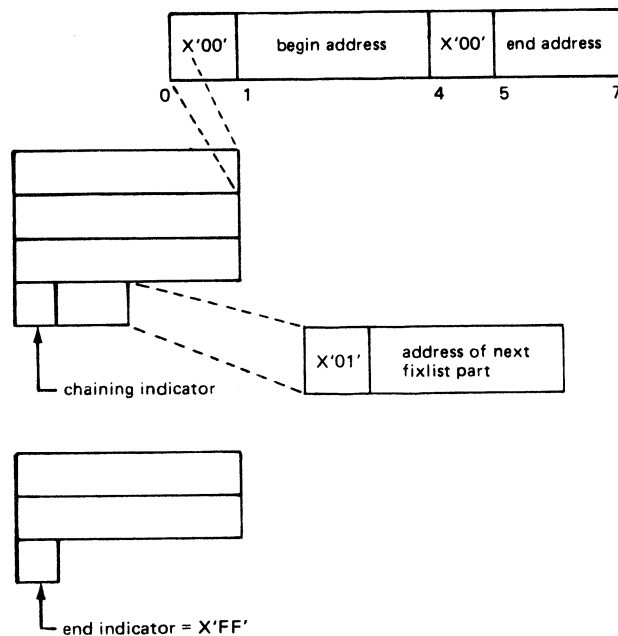 X'00' begin address X'00' end address
0 1 4 5 7
chaining indicator
X'01' address of next
fixlist part
end indicator = X'FF'